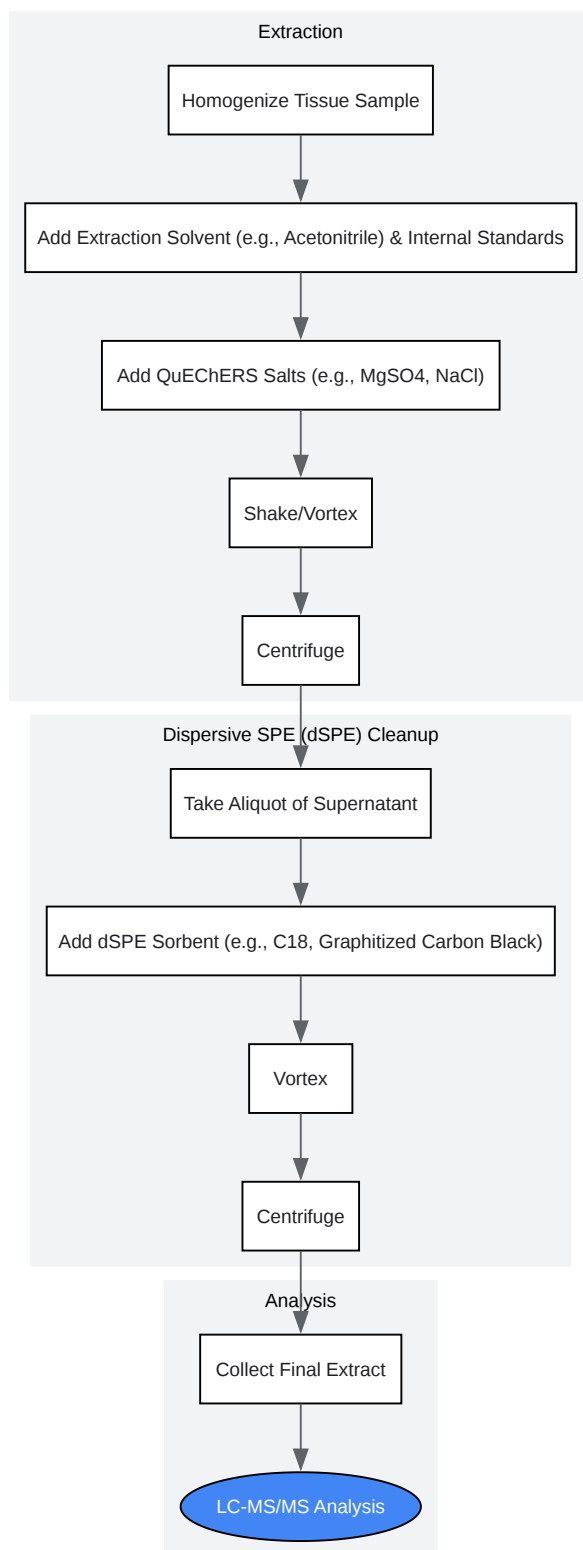 Extraction
Homogenize Tissue Sample
Add Extraction Solvent (e.g., Acetonitrile) & Internal Standards
Add QuEChERS Salts (e.g., MgSO4, NaCl)
Shake/Vortex
Centrifuge
Dispersive SPE (dSPE) Cleanup
Take Aliquot of Supernatant
Add dSPE Sorbent (e.g., C18, Graphitized Carbon Black)
Vortex
Centrifuge
Analysis
Collect Final Extract
LC-MS/MS Analysis